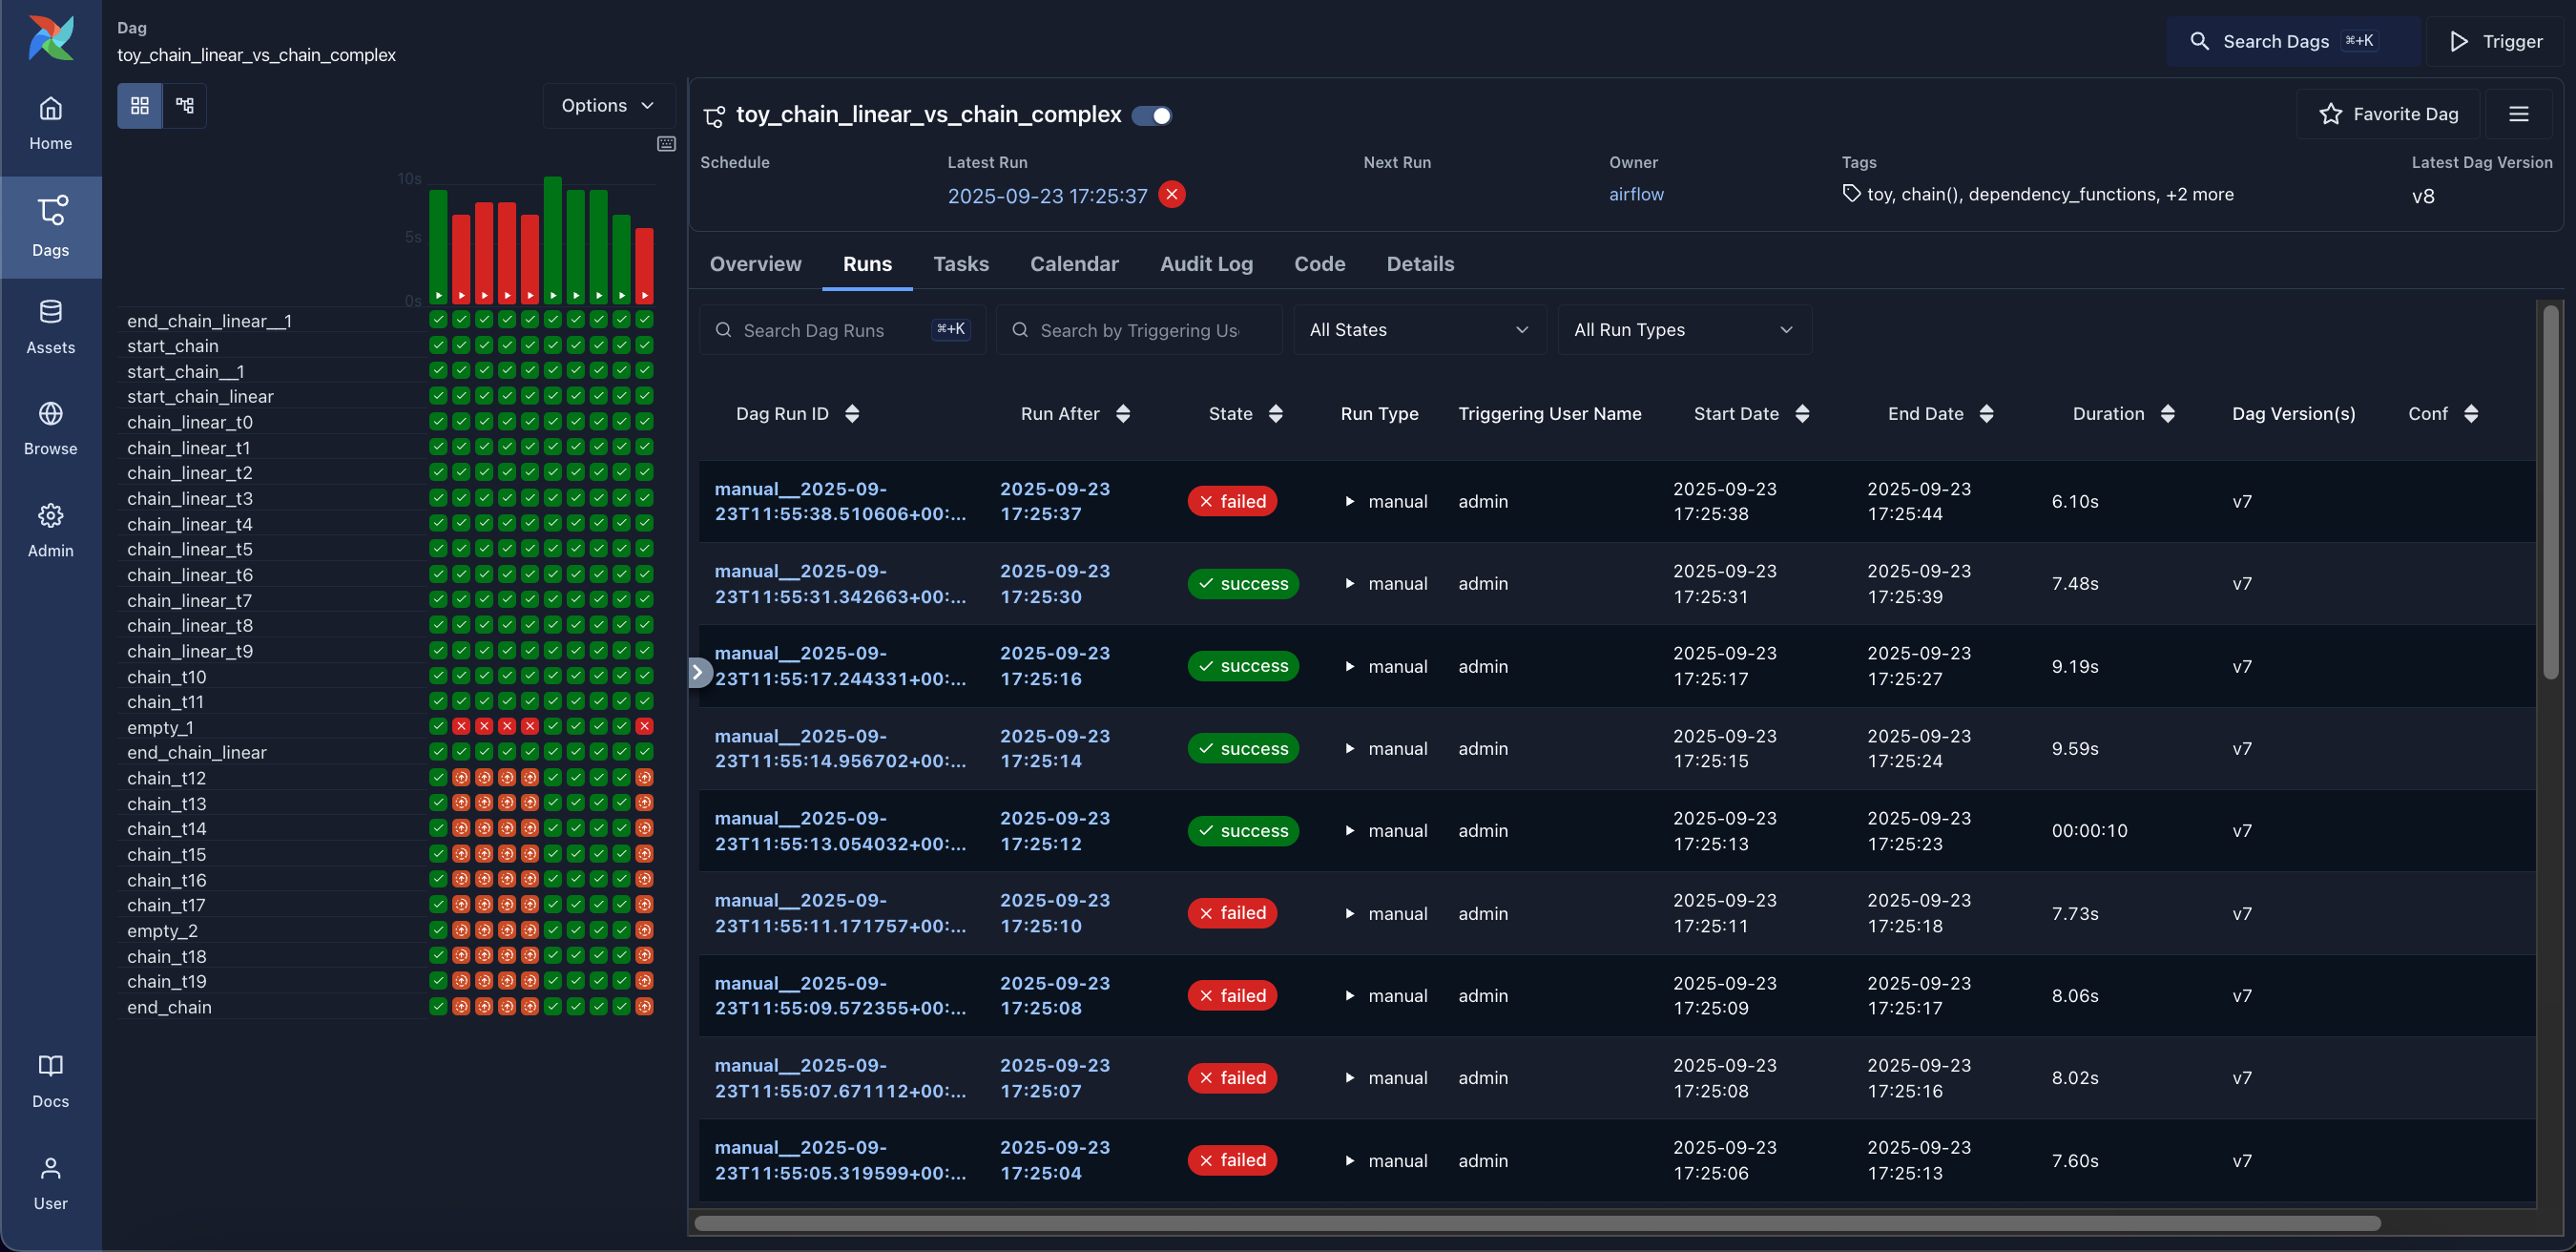 Dag
toy_chain_linear_vs_chain_complex
Search Dags ⌘+K
Trigger
Home
Dags
Assets
Browse
Admin
Docs
User
Options
10s
5s
0s
end_chain_linear__1
start_chain
start_chain__1
start_chain_linear
chain_linear_t0
chain_linear_t1
chain_linear_t2
chain_linear_t3
chain_linear_t4
chain_linear_t5
chain_linear_t6
chain_linear_t7
chain_linear_t8
chain_linear_t9
chain_t10
chain_t11
empty_1
end_chain_linear
chain_t12
chain_t13
chain_t14
chain_t15
chain_t16
chain_t17
empty_2
chain_t18
chain_t19
end_chain
toy_chain_linear_vs_chain_complex
Favorite Dag
Schedule Latest Run Next Run Owner Tags Latest Dag Version
2025-09-23 17:25:37 airflow toy, chain(), dependency_functions, +2 more v8
Overview Runs Tasks Calendar Audit Log Code Details
Search Dag Runs ⌘+K Search by Triggering Us All States All Run Types
Dag Run ID Run After State Run Type Triggering User Name Start Date End Date Duration Dag Version(s) Conf
manual__2025-09- 2025-09-23 failed manual admin 2025-09-23 2025-09-23 6.10s v7
23T11:55:38.510606+00:... 17:25:37 17:25:38 17:25:44
manual__2025-09- 2025-09-23 success manual admin 2025-09-23 2025-09-23 7.48s v7
23T11:55:31.342663+00:... 17:25:30 17:25:31 17:25:39
manual__2025-09- 2025-09-23 success manual admin 2025-09-23 2025-09-23 9.19s v7
23T11:55:17.244331+00:... 17:25:16 17:25:17 17:25:27
manual__2025-09- 2025-09-23 success manual admin 2025-09-23 2025-09-23 9.59s v7
23T11:55:14.956702+00:... 17:25:14 17:25:15 17:25:24
manual__2025-09- 2025-09-23 success manual admin 2025-09-23 2025-09-23 00:00:10 v7
23T11:55:13.054032+00:... 17:25:12 17:25:13 17:25:23
manual__2025-09- 2025-09-23 failed manual admin 2025-09-23 2025-09-23 7.73s v7
23T11:55:11.171757+00:... 17:25:10 17:25:11 17:25:18
manual__2025-09- 2025-09-23 failed manual admin 2025-09-23 2025-09-23 8.06s v7
23T11:55:09.572355+00:... 17:25:08 17:25:09 17:25:17
manual__2025-09- 2025-09-23 failed manual admin 2025-09-23 2025-09-23 8.02s v7
23T11:55:07.671112+00:... 17:25:07 17:25:08 17:25:16
manual__2025-09- 2025-09-23 failed manual admin 2025-09-23 2025-09-23 7.60s v7
23T11:55:05.319599+00:... 17:25:04 17:25:06 17:25:13